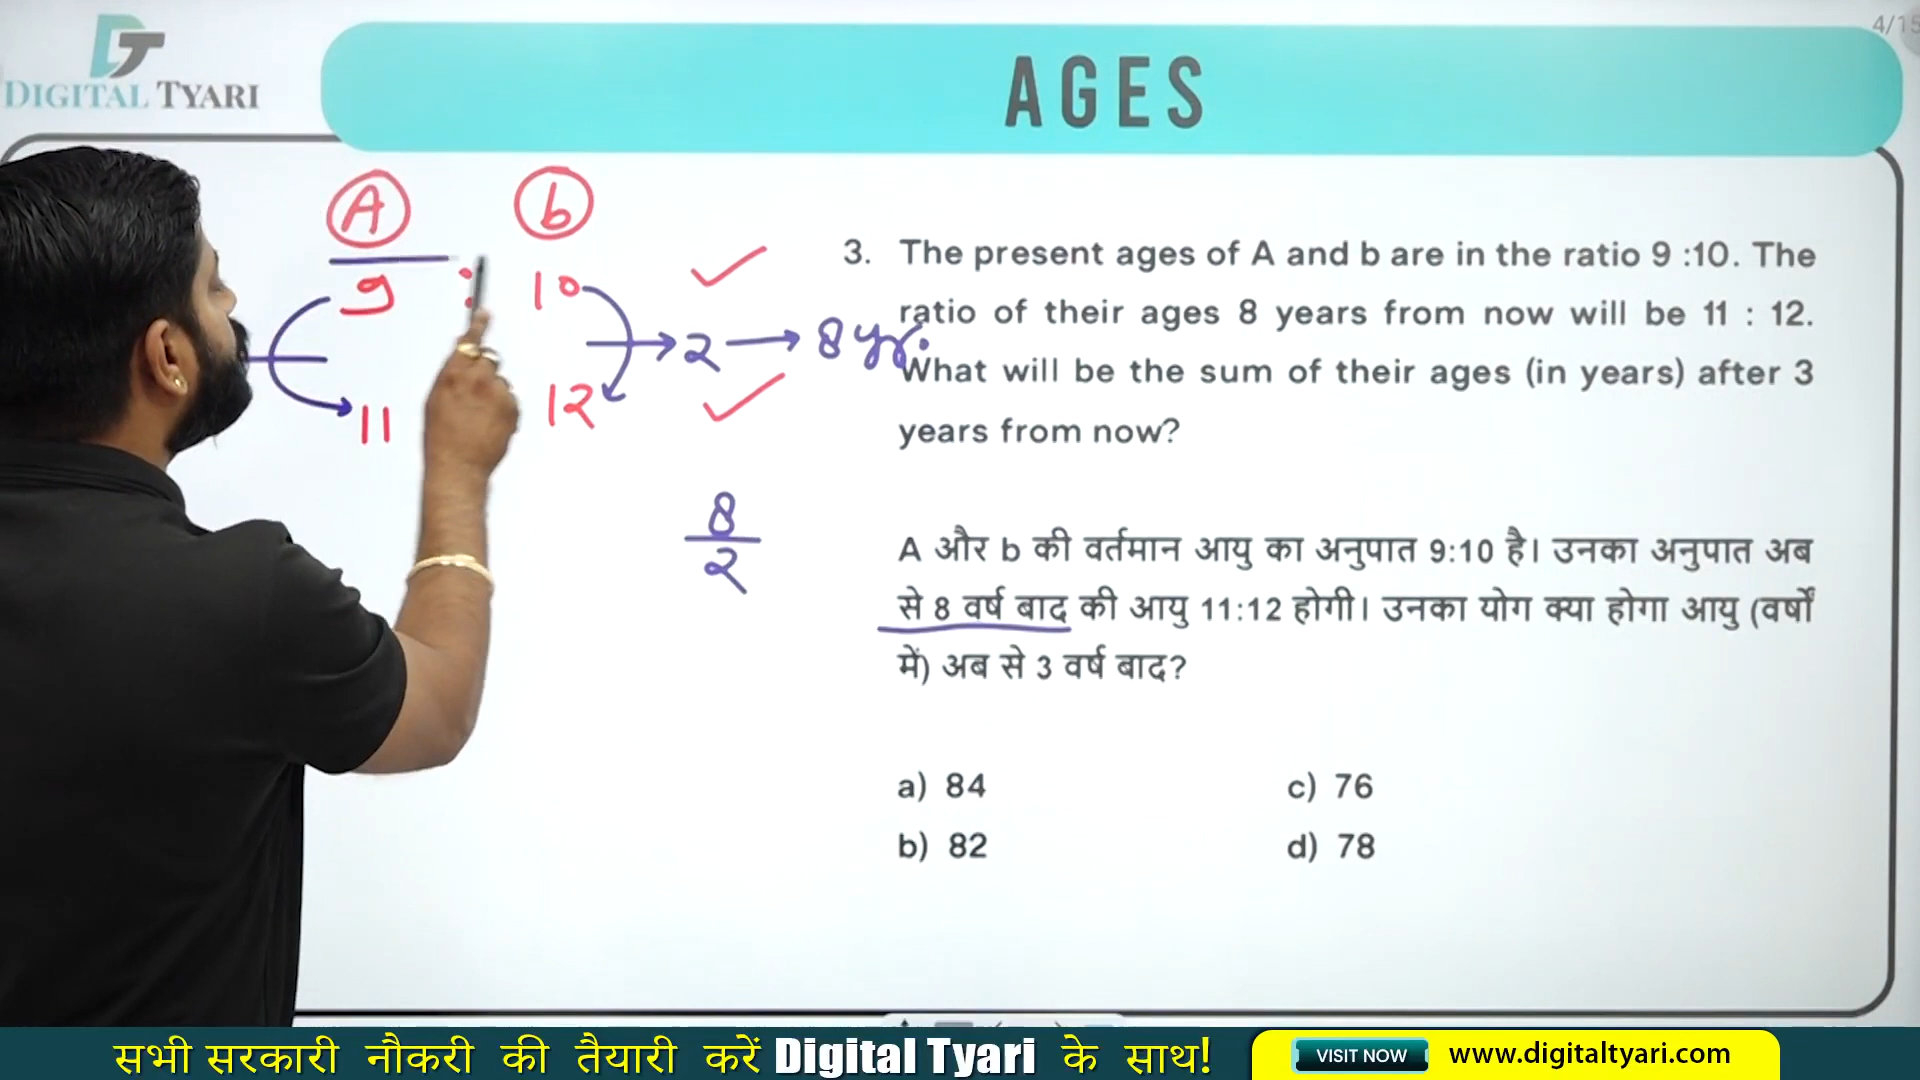 4/15
DT
DIGITAL TYARI
AGES
A b
9 : 10
2 → 8 yr.
11 12
8
2
3. The present ages of A and b are in the ratio 9 :10. The
ratio of their ages 8 years from now will be 11 : 12.
What will be the sum of their ages (in years) after 3
years from now?
A और b की वर्तमान आयु का अनुपात 9:10 है। उनका अनुपात अब
से 8 वर्ष बाद की आयु 11:12 होगी। उनका योग क्या होगा आयु (वर्षों
में) अब से 3 वर्ष बाद?
a) 84 c) 76
b) 82 d) 78
सभी सरकारी नौकरी की तैयारी करें Digital Tyari के साथ!
VISIT NOW www.digitaltyari.com